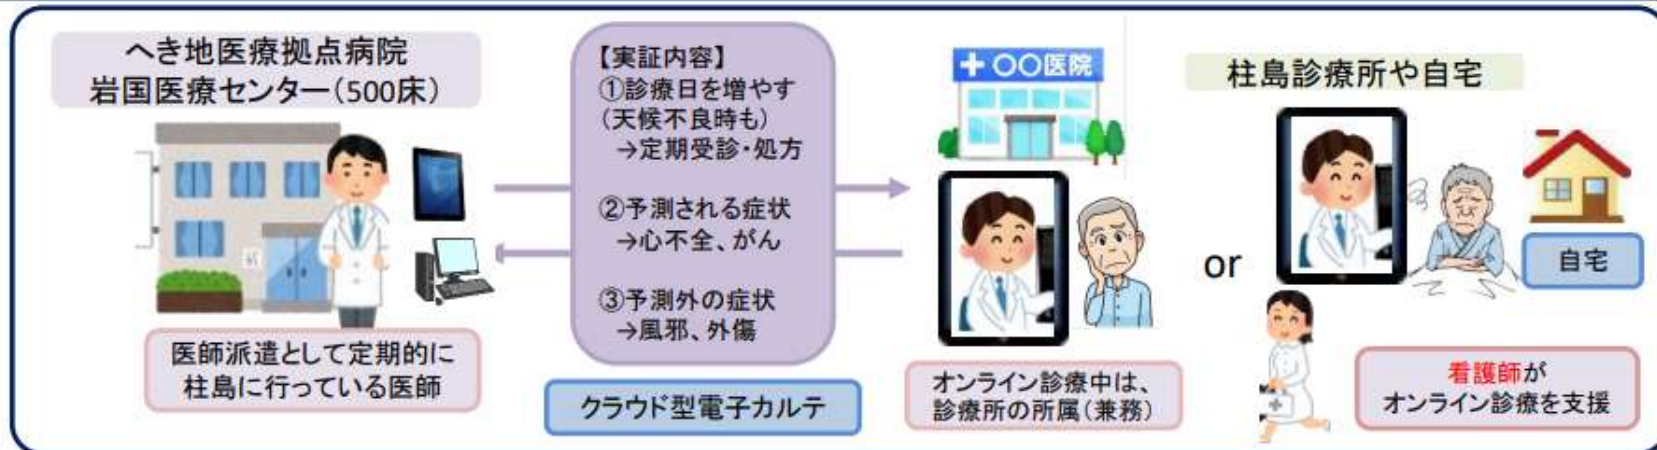 へき地医療拠点病院
岩国医療センター(500床)
医師派遣として定期的に
柱島に行っている医師
【実証内容】
①診療日を増やす
(天候不良時も)
→定期受診・処方
②予測される症状
→心不全、がん
③予測外の症状
→風邪、外傷
クラウド型電子カルテ
〇〇医院
オンライン診療中は、
診療所の所属(兼務)
or
柱島診療所や自宅
自宅
看護師が
オンライン診療を支援